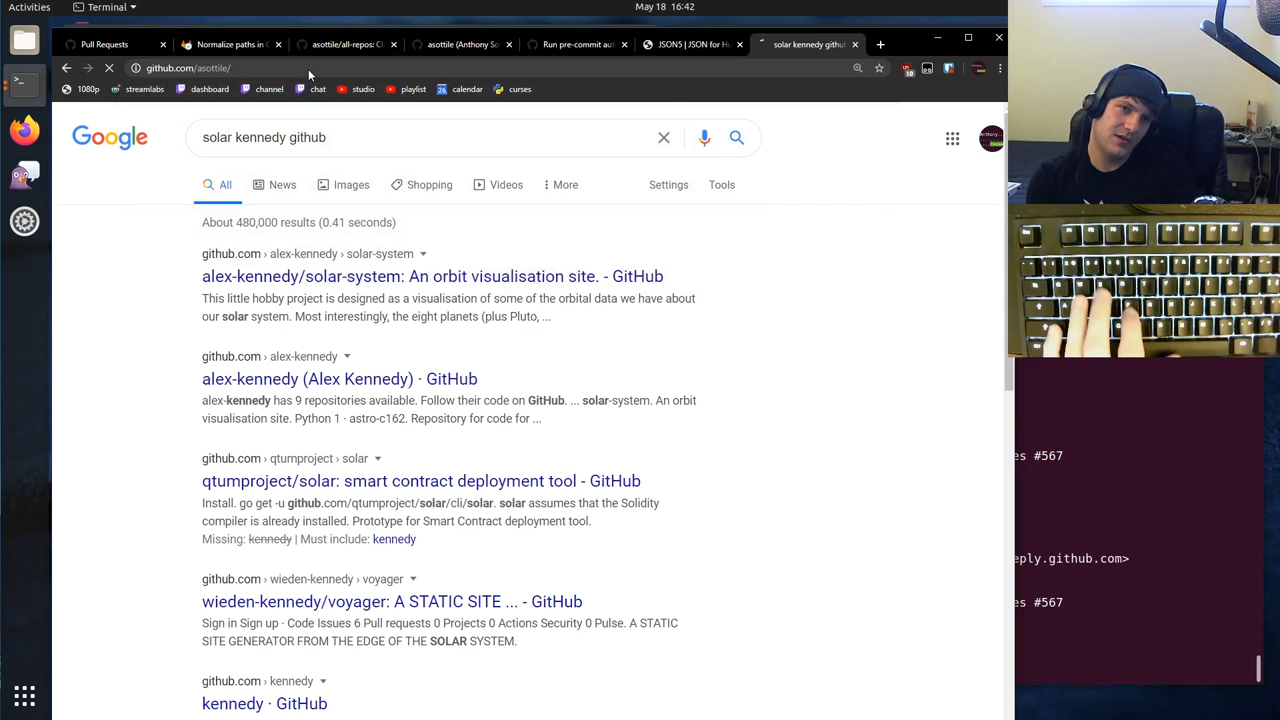 Activities
Terminal
May 18 16:42
Pull Requests
Normalize paths in C
asottile/all-repos: Cl
asottile (Anthony So
Run pre-commit aut
JSON5 | JSON for Hu
solar kennedy github
github.com/asottile/
1080p
streamlabs
dashboard
channel
chat
studio
playlist
26
calendar
curses
10
Google
solar kennedy github
All
News
Images
Shopping
Videos
More
Settings
Tools
About 480,000 results (0.41 seconds)
github.com › alex-kennedy › solar-system
alex-kennedy/solar-system: An orbit visualisation site. - GitHub
This little hobby project is designed as a visualisation of some of the orbital data we have about
our solar system. Most interestingly, the eight planets (plus Pluto, ...
github.com › alex-kennedy
alex-kennedy (Alex Kennedy) · GitHub
alex-kennedy has 9 repositories available. Follow their code on GitHub. ... solar-system. An orbit
visualisation site. Python 1 · astro-c162. Repository for code for ...
github.com › qtumproject › solar
qtumproject/solar: smart contract deployment tool - GitHub
Install. go get -u github.com/qtumproject/solar/cli/solar. solar assumes that the Solidity
compiler is already installed. Prototype for Smart Contract deployment tool.
Missing: kennedy | Must include: kennedy
github.com › wieden-kennedy › voyager
wieden-kennedy/voyager: A STATIC SITE ... - GitHub
Sign in Sign up · Code Issues 6 Pull requests 0 Projects 0 Actions Security 0 Pulse. A STATIC
SITE GENERATOR FROM THE EDGE OF THE SOLAR SYSTEM.
github.com › kennedy
kennedy · GitHub
es #567
eply.github.com>
es #567